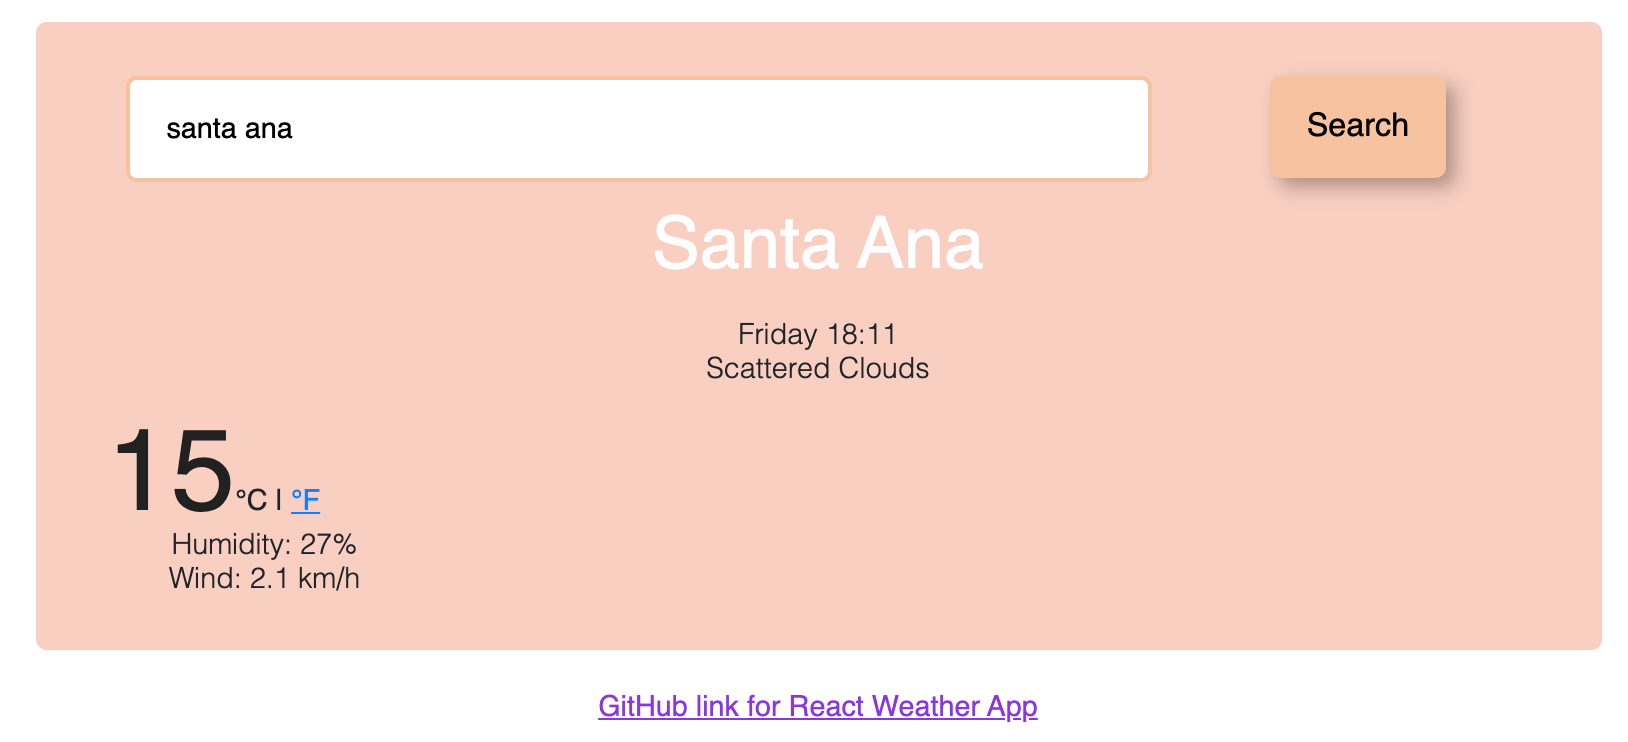 santa ana
Search
Santa Ana
Friday 18:11
Scattered Clouds
15°C | °F
Humidity: 27%
Wind: 2.1 km/h
GitHub link for React Weather App